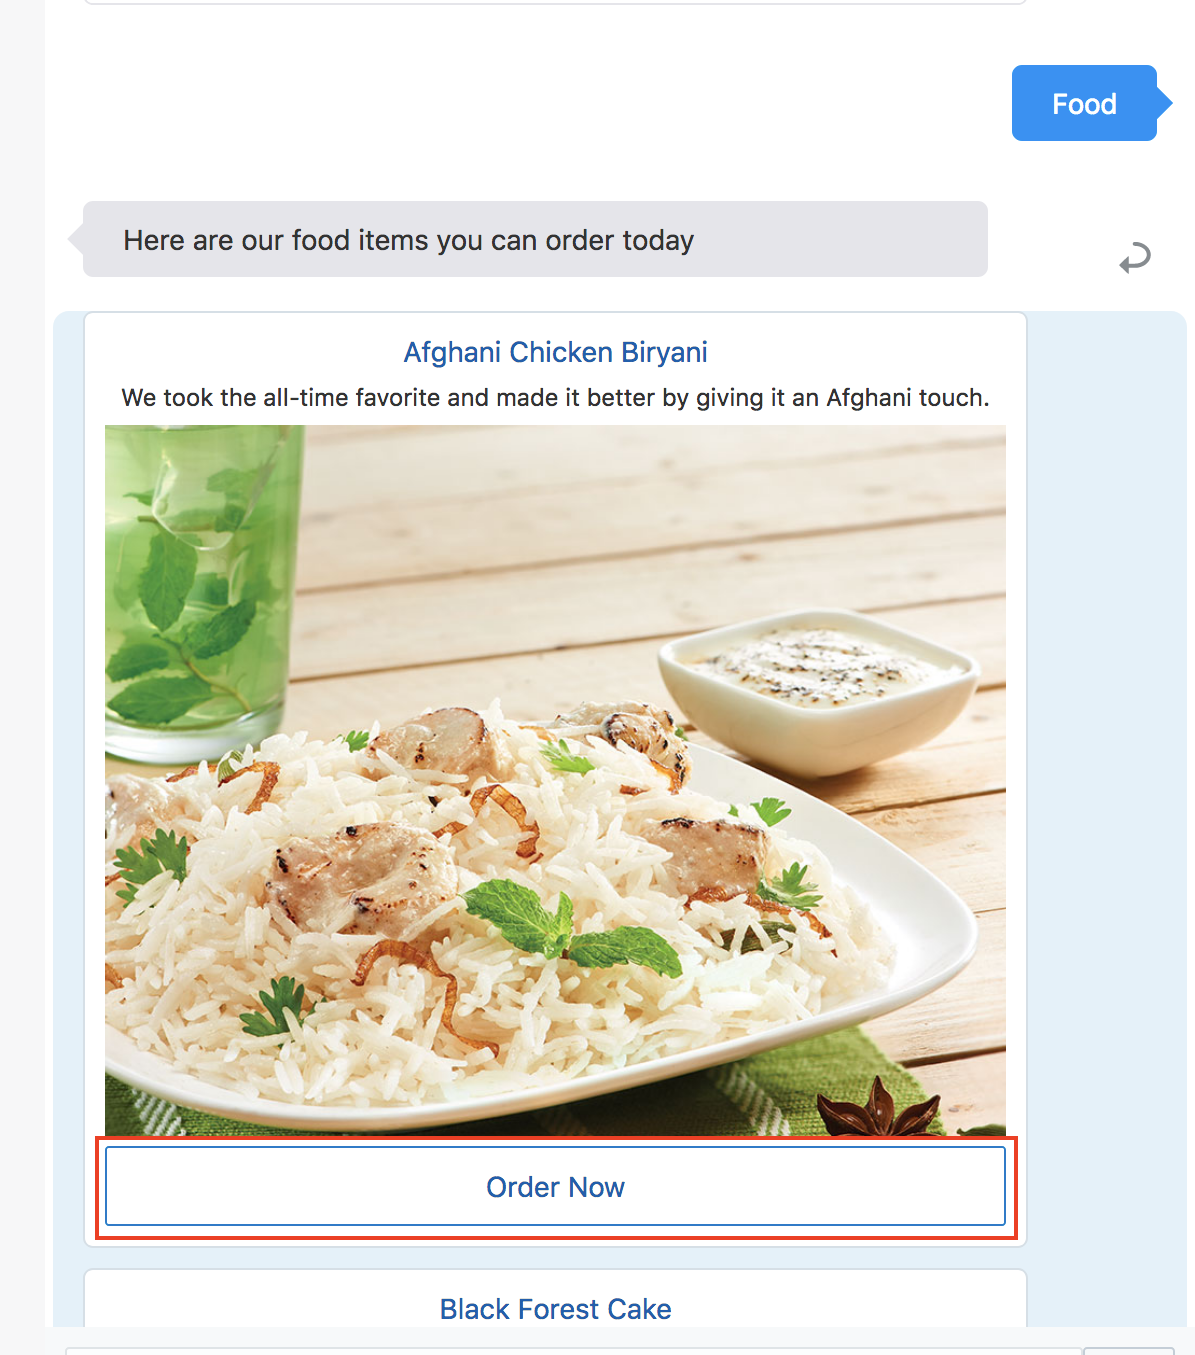 Food
Here are our food items you can order today
Afghani Chicken Biryani
We took the all-time favorite and made it better by giving it an Afghani touch.
Order Now
Black Forest Cake